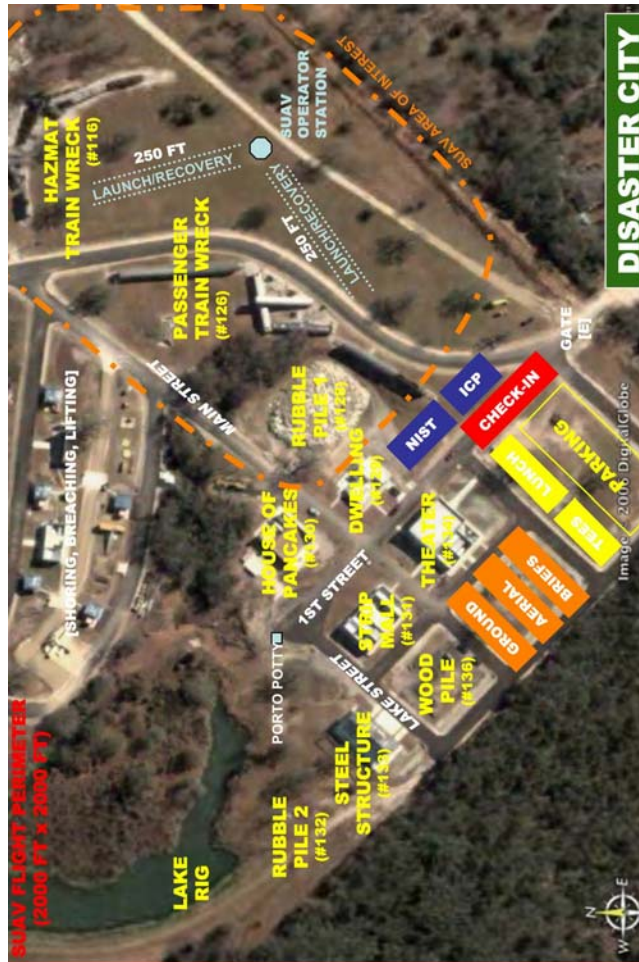 SUAV FLIGHT PERIMETER
(2000 FT X 2000 FT)
[SHORING, BREACHING, LIFTING]
HAZMAT
TRAIN WRECK
(#116)
250 FT
LAUNCH/RECOVERY
SUAV
OPERATOR
STATION
LAUNCH/RECOVERY
250 FT
SUAV AREA OF INTEREST
PASSENGER
TRAIN WRECK
(#126)
MAIN STREET
LAKE
RIG
RUBBLE
PILE 1
(#128)
HOUSE OF
PANCAKES
(#130)
PORTO POTTY
RUBBLE
PILE 2
(#132)
1ST STREET
DWELLING
STEEL
STRUCTURE
(#133)
LAKE STREET
STRIP
MALL
(#131)
THEATER
WOOD
PILE
(#136)
NIST
ICP
CHECK-IN
GATE
[E]
GROUND
AERIAL
BRIEFS
LUNCH
TEES
PARKING
DISASTER CITY
Image © 2006 DigitalGlobe
N
W
E